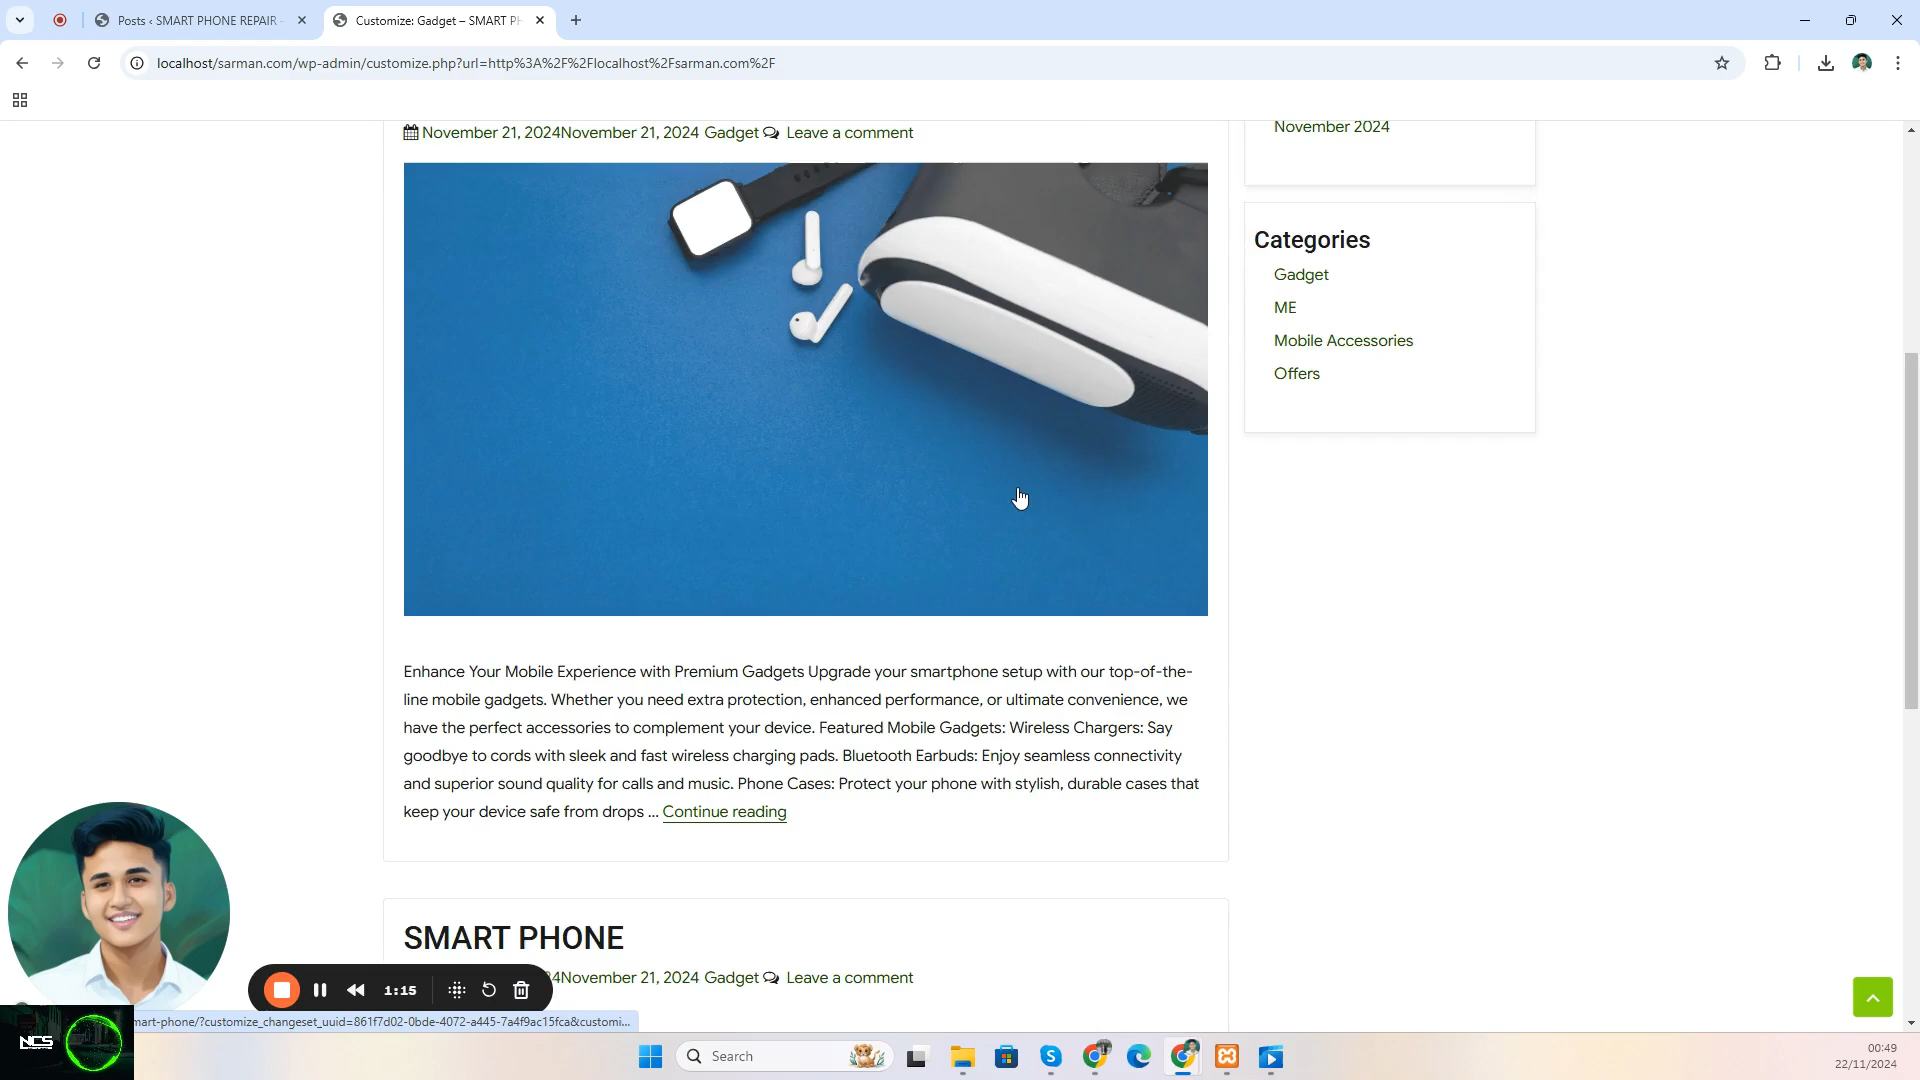 Posts ‹ SMART PHONE REPAIR -
Customize: Gadget – SMART PH
localhost/sarman.com/wp-admin/customize.php?url=http%3A%2F%2Flocalhost%2Fsarman.com%2F
November 21, 2024November 21, 2024 Gadget Leave a comment
November 2024
Categories
Gadget
ME
Mobile Accessories
Offers
Enhance Your Mobile Experience with Premium Gadgets Upgrade your smartphone setup with our top-of-the-
line mobile gadgets. Whether you need extra protection, enhanced performance, or ultimate convenience, we
have the perfect accessories to complement your device. Featured Mobile Gadgets: Wireless Chargers: Say
goodbye to cords with sleek and fast wireless charging pads. Bluetooth Earbuds: Enjoy seamless connectivity
and superior sound quality for calls and music. Phone Cases: Protect your phone with stylish, durable cases that
keep your device safe from drops ... Continue reading
SMART PHONE
4November 21, 2024 Gadget Leave a comment
1:15
mart-phone/?customize_changeset_uuid=861f7d02-0bde-4072-a445-7a4f9ac15fca&customi...
NCS
Search
00:49
22/11/2024